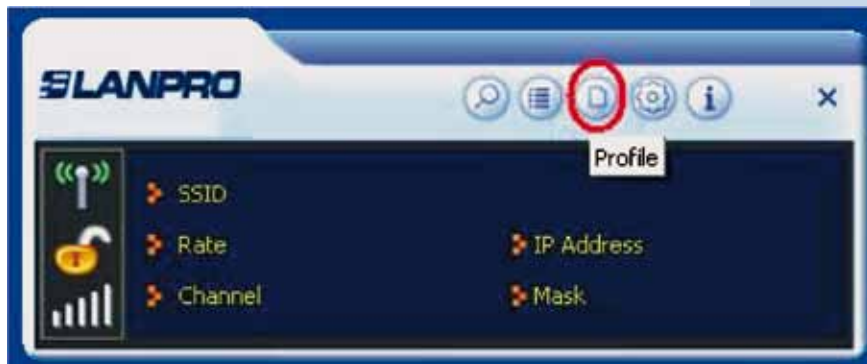 LANPRO
Profile
SSID
Rate
IP Address
Channel
Mask